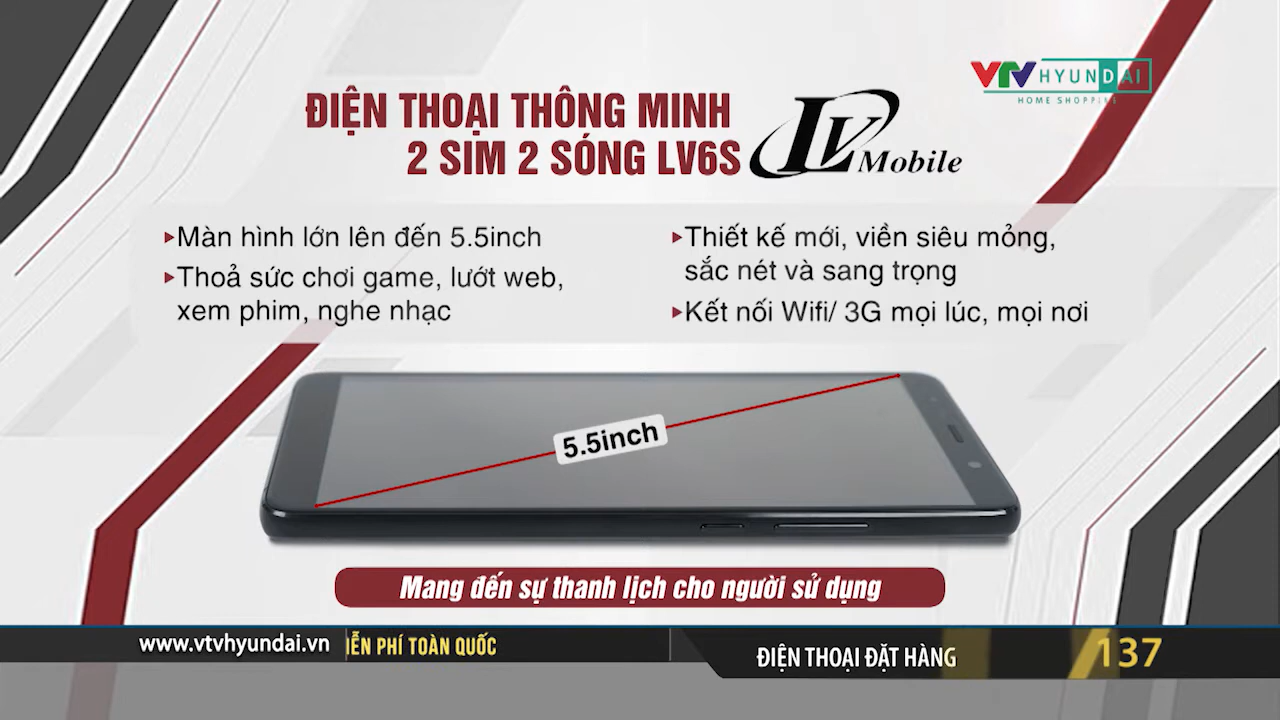 VTV HYUNDAI
HOME SHOPPING
ĐIỆN THOẠI THÔNG MINH
2 SIM 2 SÓNG LV6S
LV Mobile
Màn hình lớn lên đến 5.5inch
Thoả sức chơi game, lướt web,
xem phim, nghe nhạc
Thiết kế mới, viền siêu mỏng,
sắc nét và sang trọng
Kết nối Wifi/ 3G mọi lúc, mọi nơi
5.5inch
Mang đến sự thanh lịch cho người sử dụng
www.vtvhyundai.vn
IỄN PHÍ TOÀN QUỐC
ĐIỆN THOẠI ĐẶT HÀNG
137